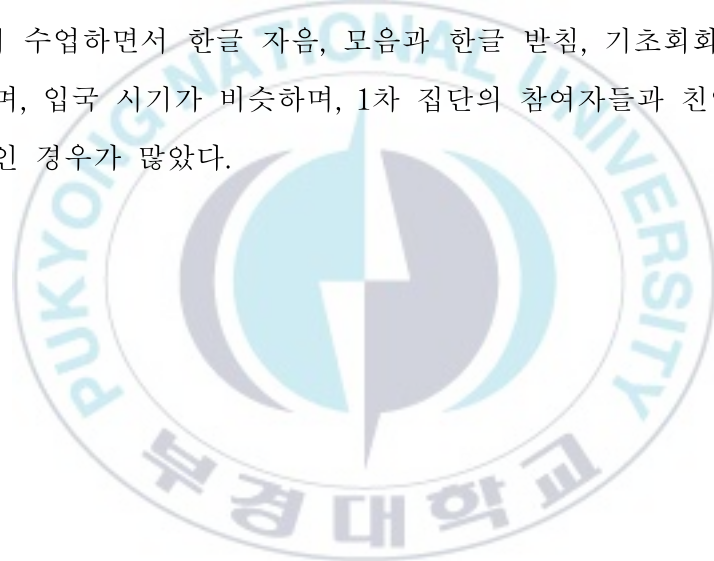 수업하면서 한글 자음, 모음과 한글 받침, 기초회화
며, 입국 시기가 비슷하며, 1차 집단의 참여자들과
인 경우가 많았다.
PUKYONG NATIONAL UNIVERSITY
부경대학교